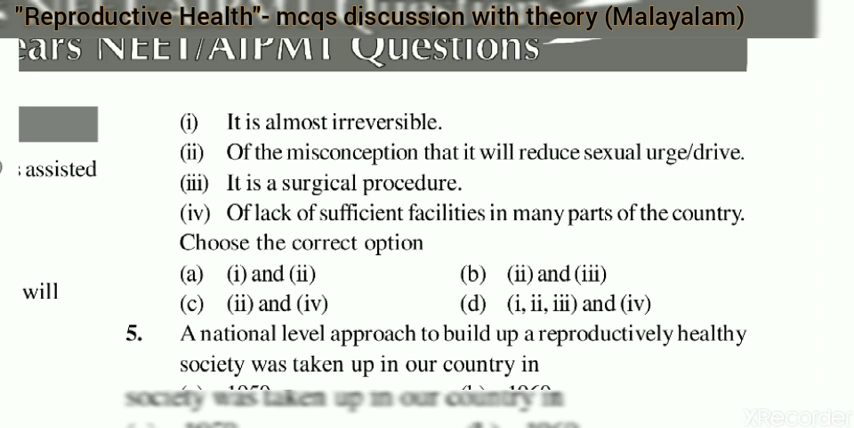 "Reproductive Health"- mcqs discussion with theory (Malayalam)
ears NEET/AIPMT Questions
(i) It is almost irreversible.
(ii) Of the misconception that it will reduce sexual urge/drive.
assisted
(iii) It is a surgical procedure.
(iv) Of lack of sufficient facilities in many parts of the country.
Choose the correct option
(a) (i) and (ii) (b) (ii) and (iii)
will
(c) (ii) and (iv) (d) (i, ii, iii) and (iv)
5. A national level approach to build up a reproductively healthy
society was taken up in our country in
society was taken up in our country in
XRecorder